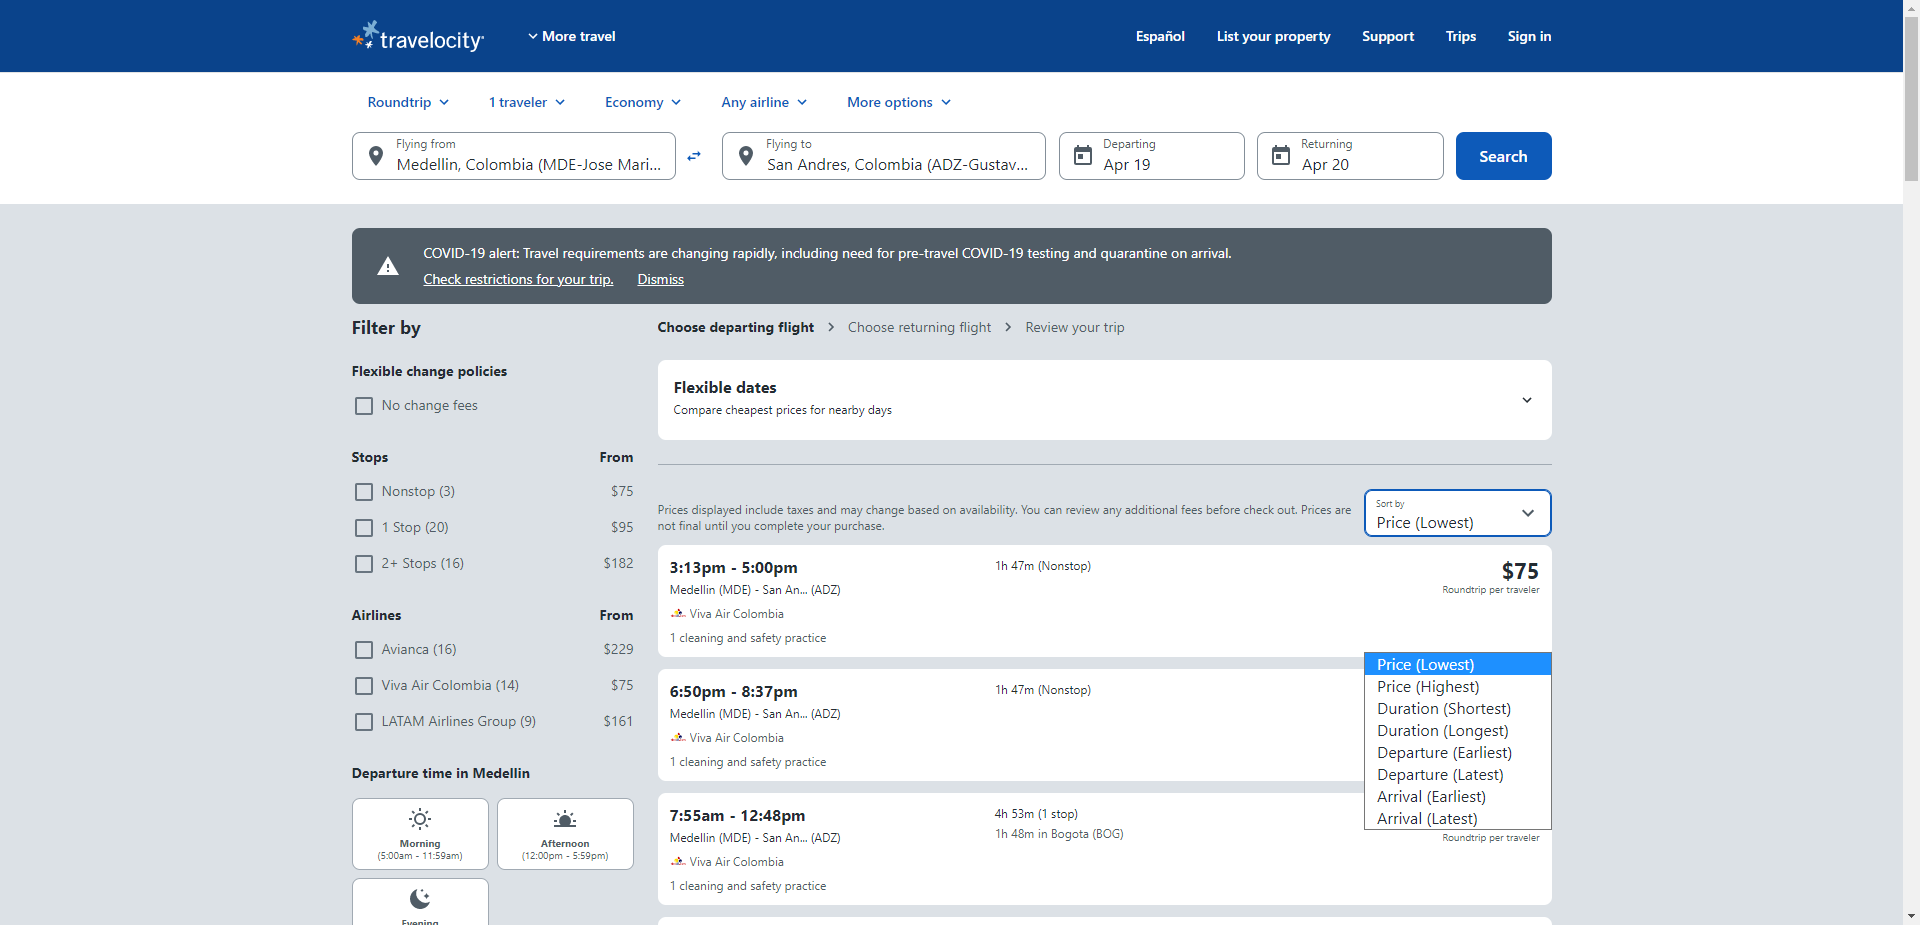 travelocity
More travel
Español
List your property
Support
Trips
Sign in
Roundtrip
1 traveler
Economy
Any airline
More options
Flying from
Medellin, Colombia (MDE-Jose Mari...
Flying to
San Andres, Colombia (ADZ-Gustav...
Departing
Apr 19
Returning
Apr 20
Search
COVID-19 alert: Travel requirements are changing rapidly, including need for pre-travel COVID-19 testing and quarantine on arrival.
Check restrictions for your trip.
Dismiss
Filter by
Flexible change policies
No change fees
Stops From
Nonstop (3) $75
1 Stop (20) $95
2+ Stops (16) $182
Airlines From
Avianca (16) $229
Viva Air Colombia (14) $75
LATAM Airlines Group (9) $161
Departure time in Medellin
Morning
(5:00am - 11:59am)
Afternoon
(12:00pm - 5:59pm)
Evening
Choose departing flight
Choose returning flight
Review your trip
Flexible dates
Compare cheapest prices for nearby days
Prices displayed include taxes and may change based on availability. You can review any additional fees before check out. Prices are
not final until you complete your purchase.
Sort by
Price (Lowest)
3:13pm - 5:00pm
1h 47m (Nonstop)
$75
Medellin (MDE) - San An... (ADZ)
Roundtrip per traveler
Viva Air Colombia
1 cleaning and safety practice
6:50pm - 8:37pm
1h 47m (Nonstop)
Medellin (MDE) - San An... (ADZ)
Viva Air Colombia
1 cleaning and safety practice
7:55am - 12:48pm
4h 53m (1 stop)
Medellin (MDE) - San An... (ADZ)
1h 48m in Bogota (BOG)
Roundtrip per traveler
Viva Air Colombia
1 cleaning and safety practice
Price (Lowest)
Price (Highest)
Duration (Shortest)
Duration (Longest)
Departure (Earliest)
Departure (Latest)
Arrival (Earliest)
Arrival (Latest)